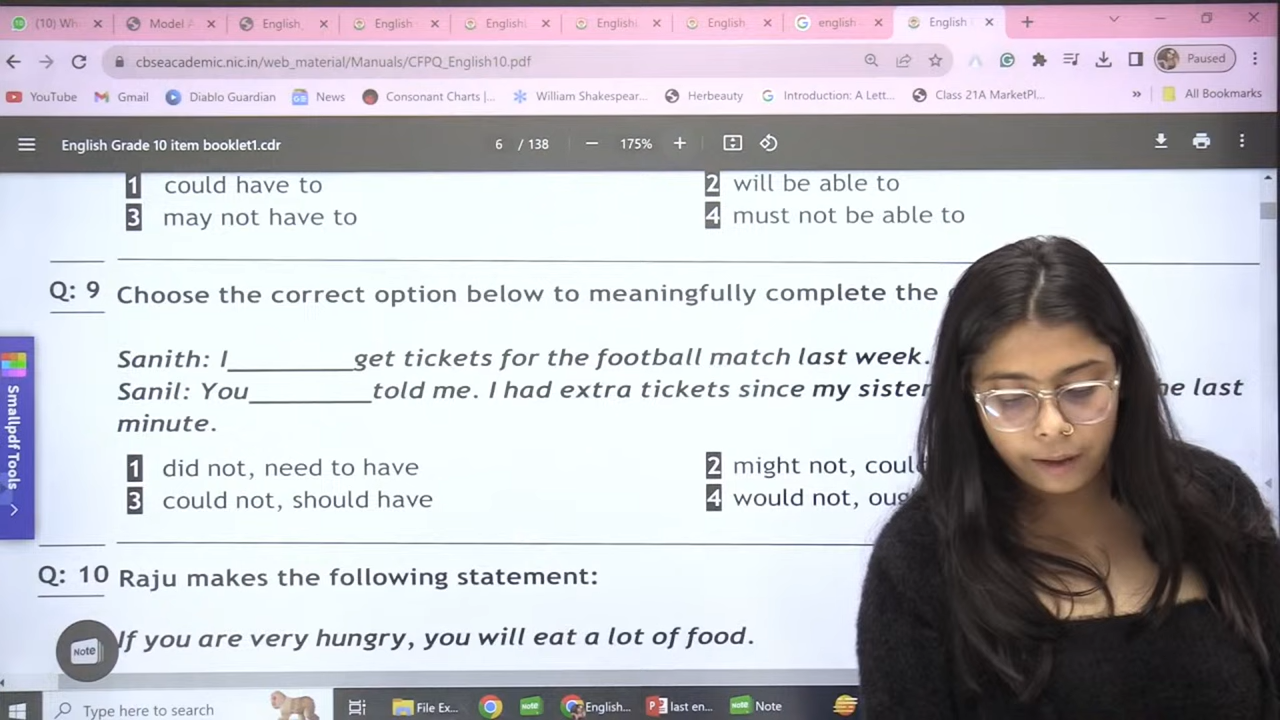 (10) Wh
Model A
English_
English
English
English
English
english
English
cbseacademic.nic.in/web_material/Manuals/CFPQ_English10.pdf
Paused
YouTube
Gmail
Diablo Guardian
News
Consonant Charts |...
William Shakespear...
Herbeauty
Introduction: A Lett...
Class 21A MarketPl...
»
All Bookmarks
English Grade 10 item booklet1.cdr
6 / 138
175%
1 could have to
2 will be able to
3 may not have to
4 must not be able to
Q: 9 Choose the correct option below to meaningfully complete the
Sanith: I________get tickets for the football match last week.
Sanil: You________told me. I had extra tickets since my sister he last
minute.
1 did not, need to have
2 might not, coul
3 could not, should have
4 would not, oug
Q: 10 Raju makes the following statement:
If you are very hungry, you will eat a lot of food.
Smallpdf Tools
Note
Type here to search
File Ex...
English...
last en...
Note